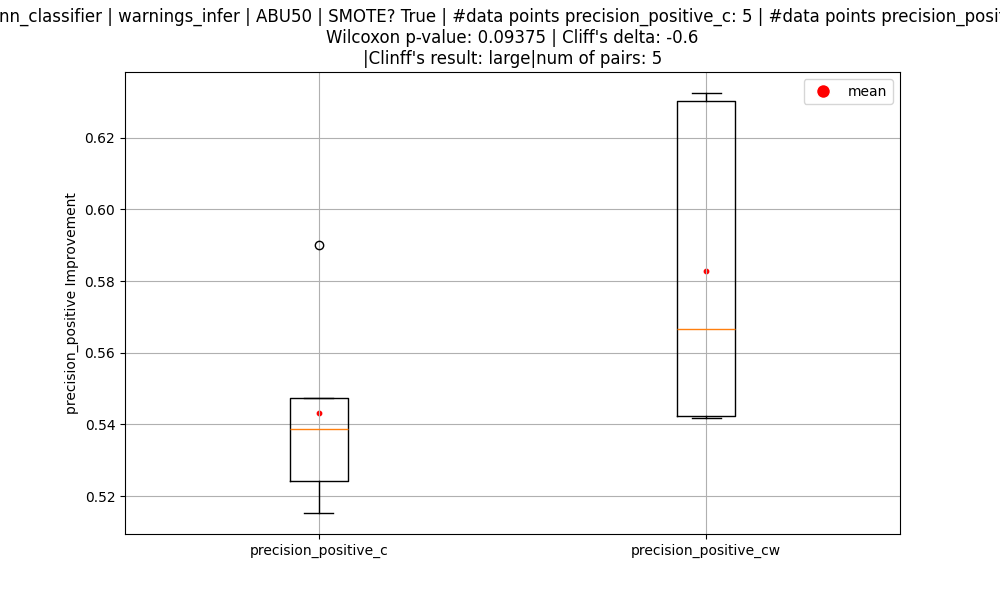 nn_classifier | warnings_infer | ABU50 | SMOTE? True | #data points precision_positive_c: 5 | #data points
Wilcoxon p-value: 0.09375 | Cliff's delta: -0.6
|Clinff's result: large|num of pairs: 5
mean
0.62
0.60
0.58
0.56
0.54
0.52
precision_positive Improvement
precision_positive_c
precision_positive_cw